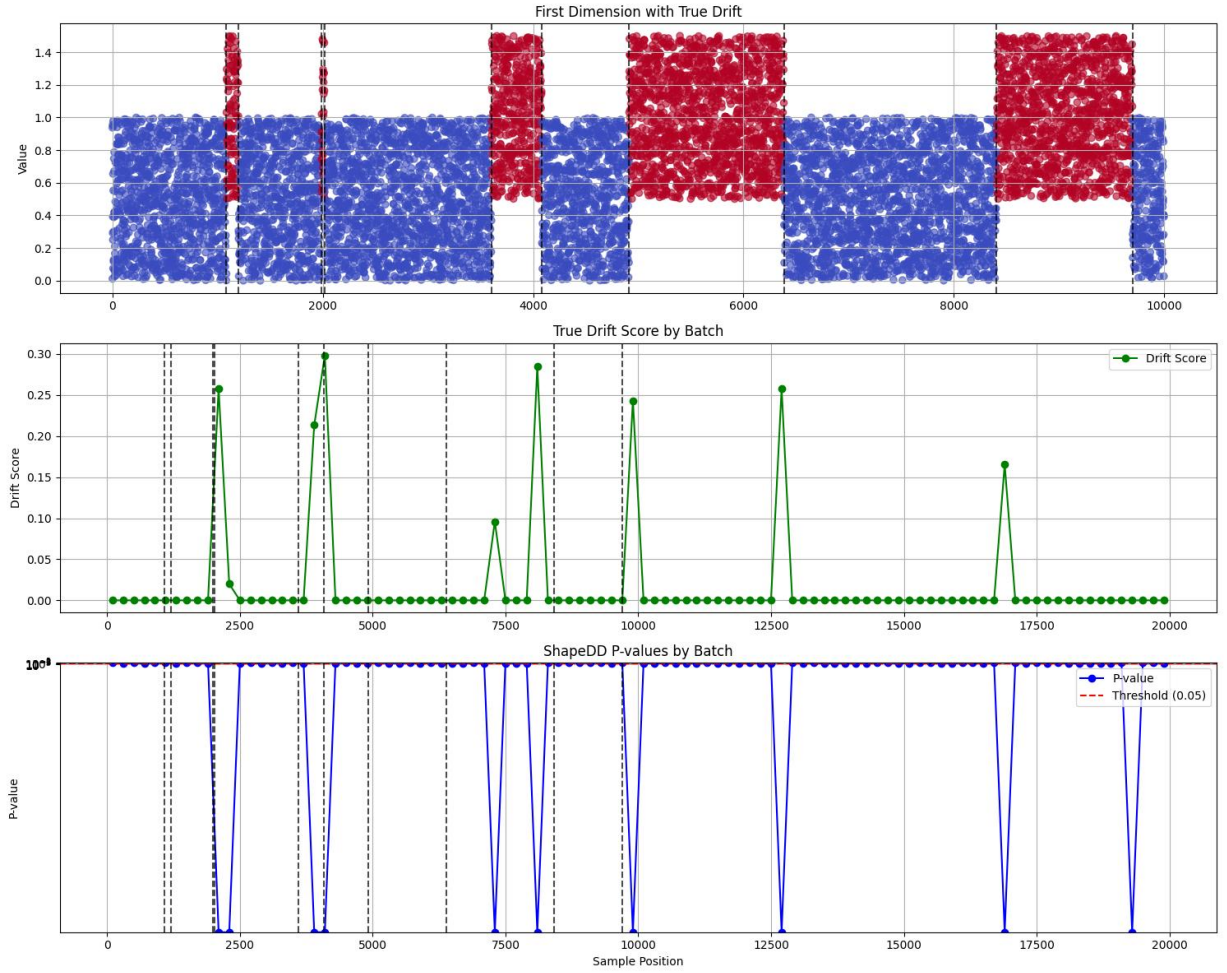 First Dimension with True Drift
Value
1.4
1.2
1.0
0.8
0.6
0.4
0.2
0.0
0 2000 4000 6000 8000 10000
True Drift Score by Batch
Drift Score
0.30
0.25
0.20
0.15
0.10
0.05
0.00
Drift Score
0 2500 5000 7500 10000 12500 15000 17500 20000
ShapeDD P-values by Batch
P-value
P-value
Threshold (0.05)
0 2500 5000 7500 10000 12500 15000 17500 20000
Sample Position